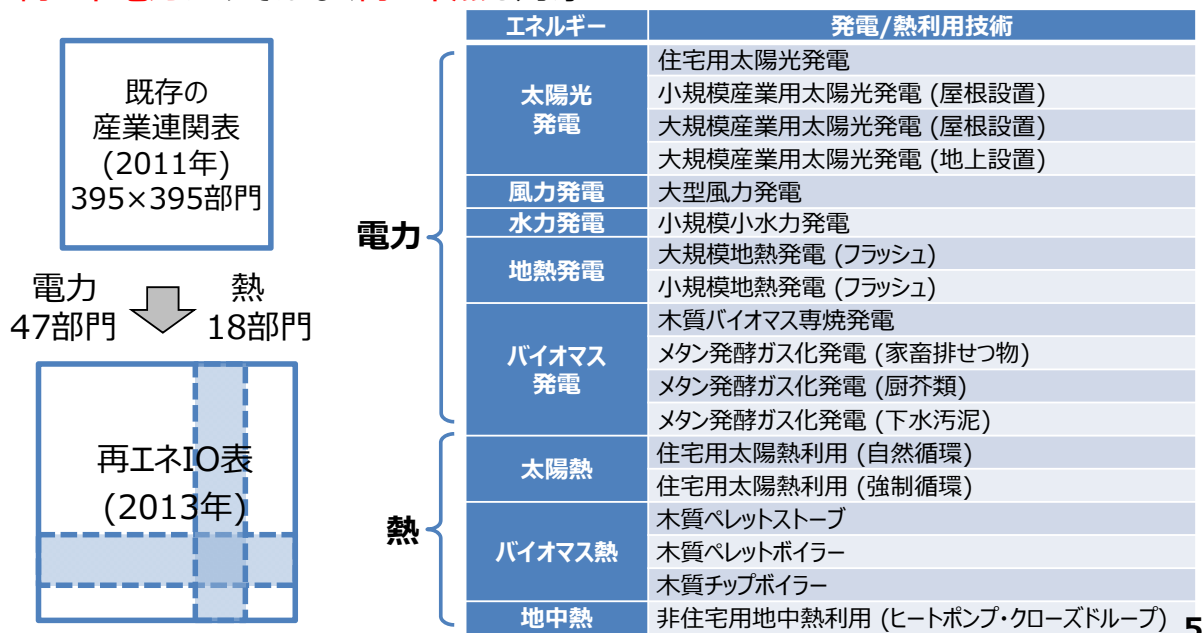 既存の
産業連関表
(2011年)
395×395部門
電力
47部門
熱
18部門
再エネIO表
(2013年)
電力
熱
エネルギー 発電/熱利用技術
太陽光
発電
住宅用太陽光発電
小規模産業用太陽光発電 (屋根設置)
大規模産業用太陽光発電 (屋根設置)
大規模産業用太陽光発電 (地上設置)
風力発電 大型風力発電
水力発電 小規模小水力発電
地熱発電
大規模地熱発電 (フラッシュ)
小規模地熱発電 (フラッシュ)
バイオマス
発電
木質バイオマス専焼発電
メタン発酵ガス化発電 (家畜排せつ物)
メタン発酵ガス化発電 (厨芥類)
メタン発酵ガス化発電 (下水汚泥)
太陽熱
住宅用太陽熱利用 (自然循環)
住宅用太陽熱利用 (強制循環)
バイオマス熱
木質ペレットストーブ
木質ペレットボイラー
木質チップボイラー
地中熱 非住宅用地中熱利用 (ヒートポンプ・クローズドループ)
5